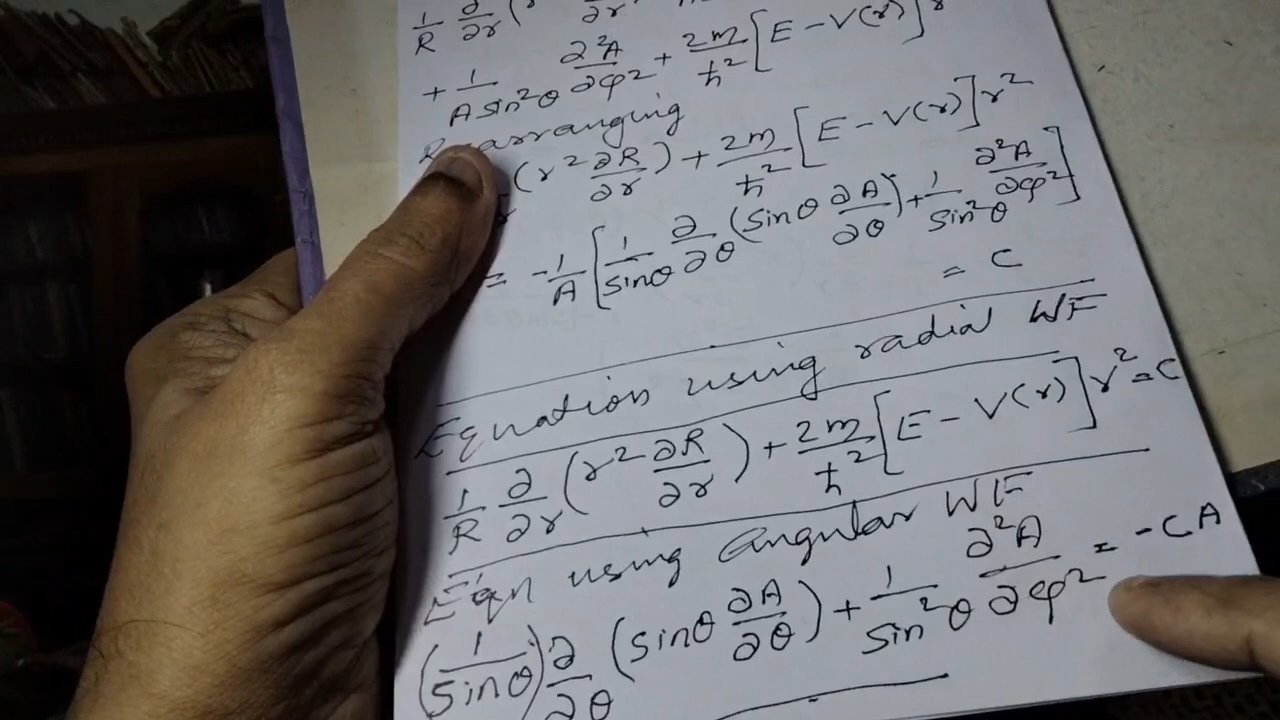 1/R ∂/∂r (r ∂r
+ 1/(A sin²θ) ∂²A/∂φ² + 2m/ħ² [E – V(r)] r
Rearranging
(r² ∂R/∂r) + 2m/ħ² [E – V(r)] r²
= -1/A [1/sinθ ∂/∂θ (sinθ ∂A/∂θ) + 1/sin²θ ∂²A/∂φ²]
= C
Equation using radial WF
1/R ∂/∂r (r² ∂R/∂r) + 2m/ħ² [E – V(r)] r² = C
Eqn using Angular WF
(1/sinθ) ∂/∂θ (sinθ ∂A/∂θ) + 1/sin²θ ∂²A/∂φ² = -CA